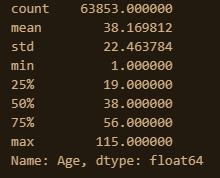 count    63853.000000
mean        38.169812
std         22.463784
min          1.000000
25%         19.000000
50%         38.000000
75%         56.000000
max        115.000000
Name: Age, dtype: float64